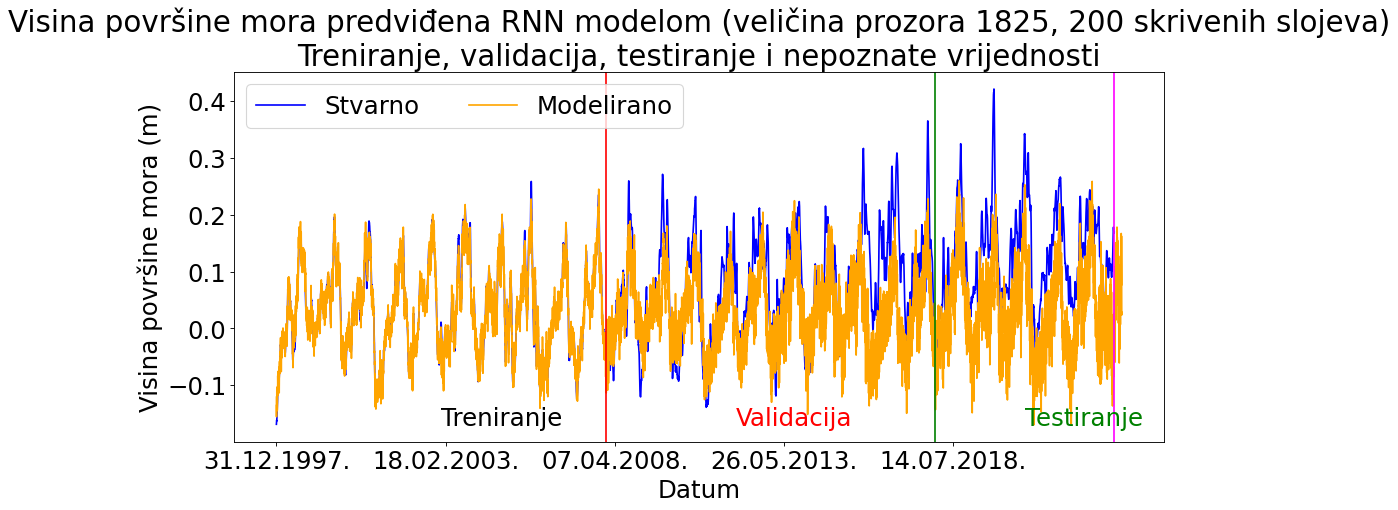 Visina površine mora predviđena RNN modelom (veličina prozora 1825, 200 skrivenih slojeva)
Treniranje, validacija, testiranje i nepoznate vrijednosti
Stvarno Modelirano
Visina površine mora (m)
0.4
0.3
0.2
0.1
0.0
−0.1
Treniranje Validacija Testiranje
31.12.1997. 18.02.2003. 07.04.2008. 26.05.2013. 14.07.2018.
Datum